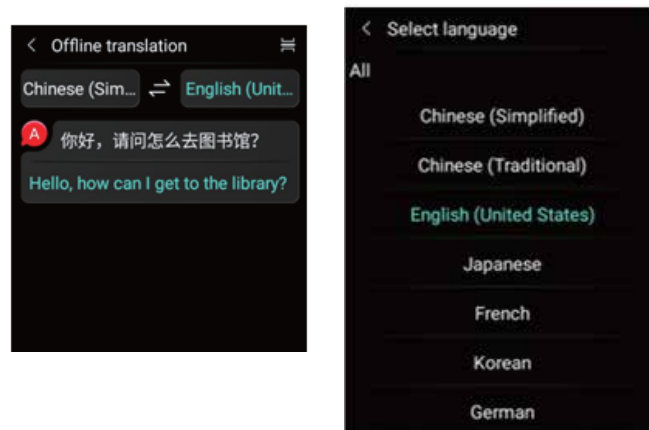 Offline translation
Chinese (Sim... English (Unit...
A 你好，请问怎么去图书馆？
Hello, how can I get to the library?
Select language
All
Chinese (Simplified)
Chinese (Traditional)
English (United States)
Japanese
French
Korean
German